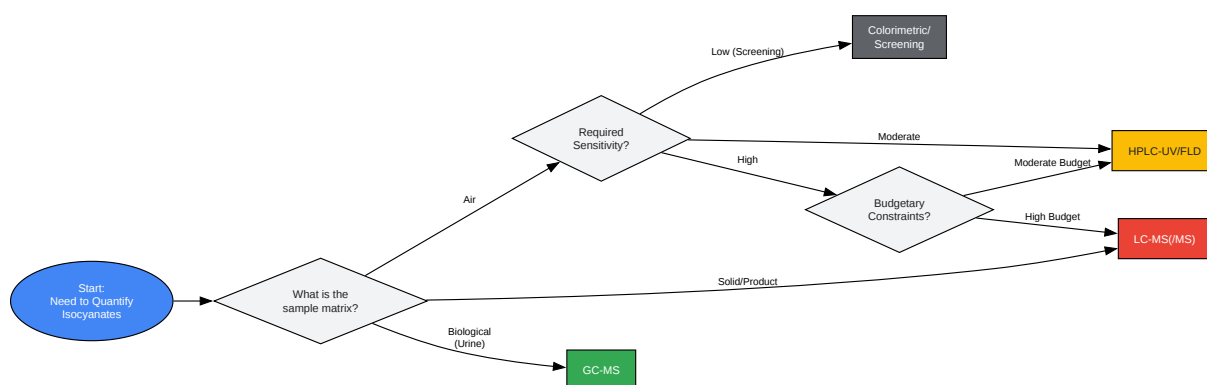 Colorimetric/
Screening
Low (Screening)
Required
Sensitivity?
Moderate
HPLC-UV/FLD
High
Moderate Budget
Budgetary
Constraints?
Air
High Budget
LC-MS(/MS)
Start:
Need to Quantify
Isocyanates
What is the
sample matrix?
Solid/Product
Biological
(Urine)
GC-MS